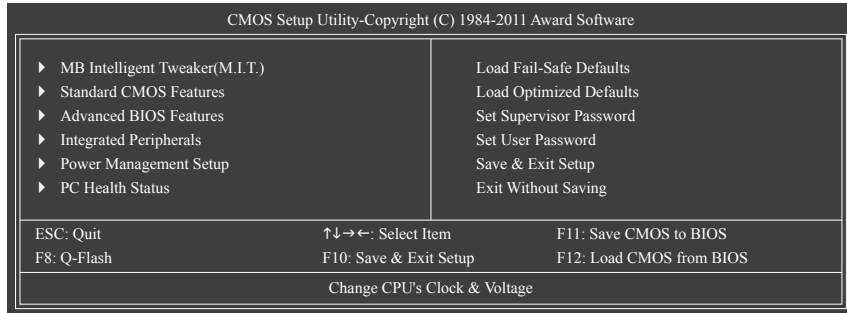 CMOS Setup Utility-Copyright (C) 1984-2011 Award Software
▶ MB Intelligent Tweaker(M.I.T.)
▶ Standard CMOS Features
▶ Advanced BIOS Features
▶ Integrated Peripherals
▶ Power Management Setup
▶ PC Health Status
Load Fail-Safe Defaults
Load Optimized Defaults
Set Supervisor Password
Set User Password
Save & Exit Setup
Exit Without Saving
ESC: Quit ↑↓→←: Select Item F11: Save CMOS to BIOS
F8: Q-Flash F10: Save & Exit Setup F12: Load CMOS from BIOS
Change CPU's Clock & Voltage